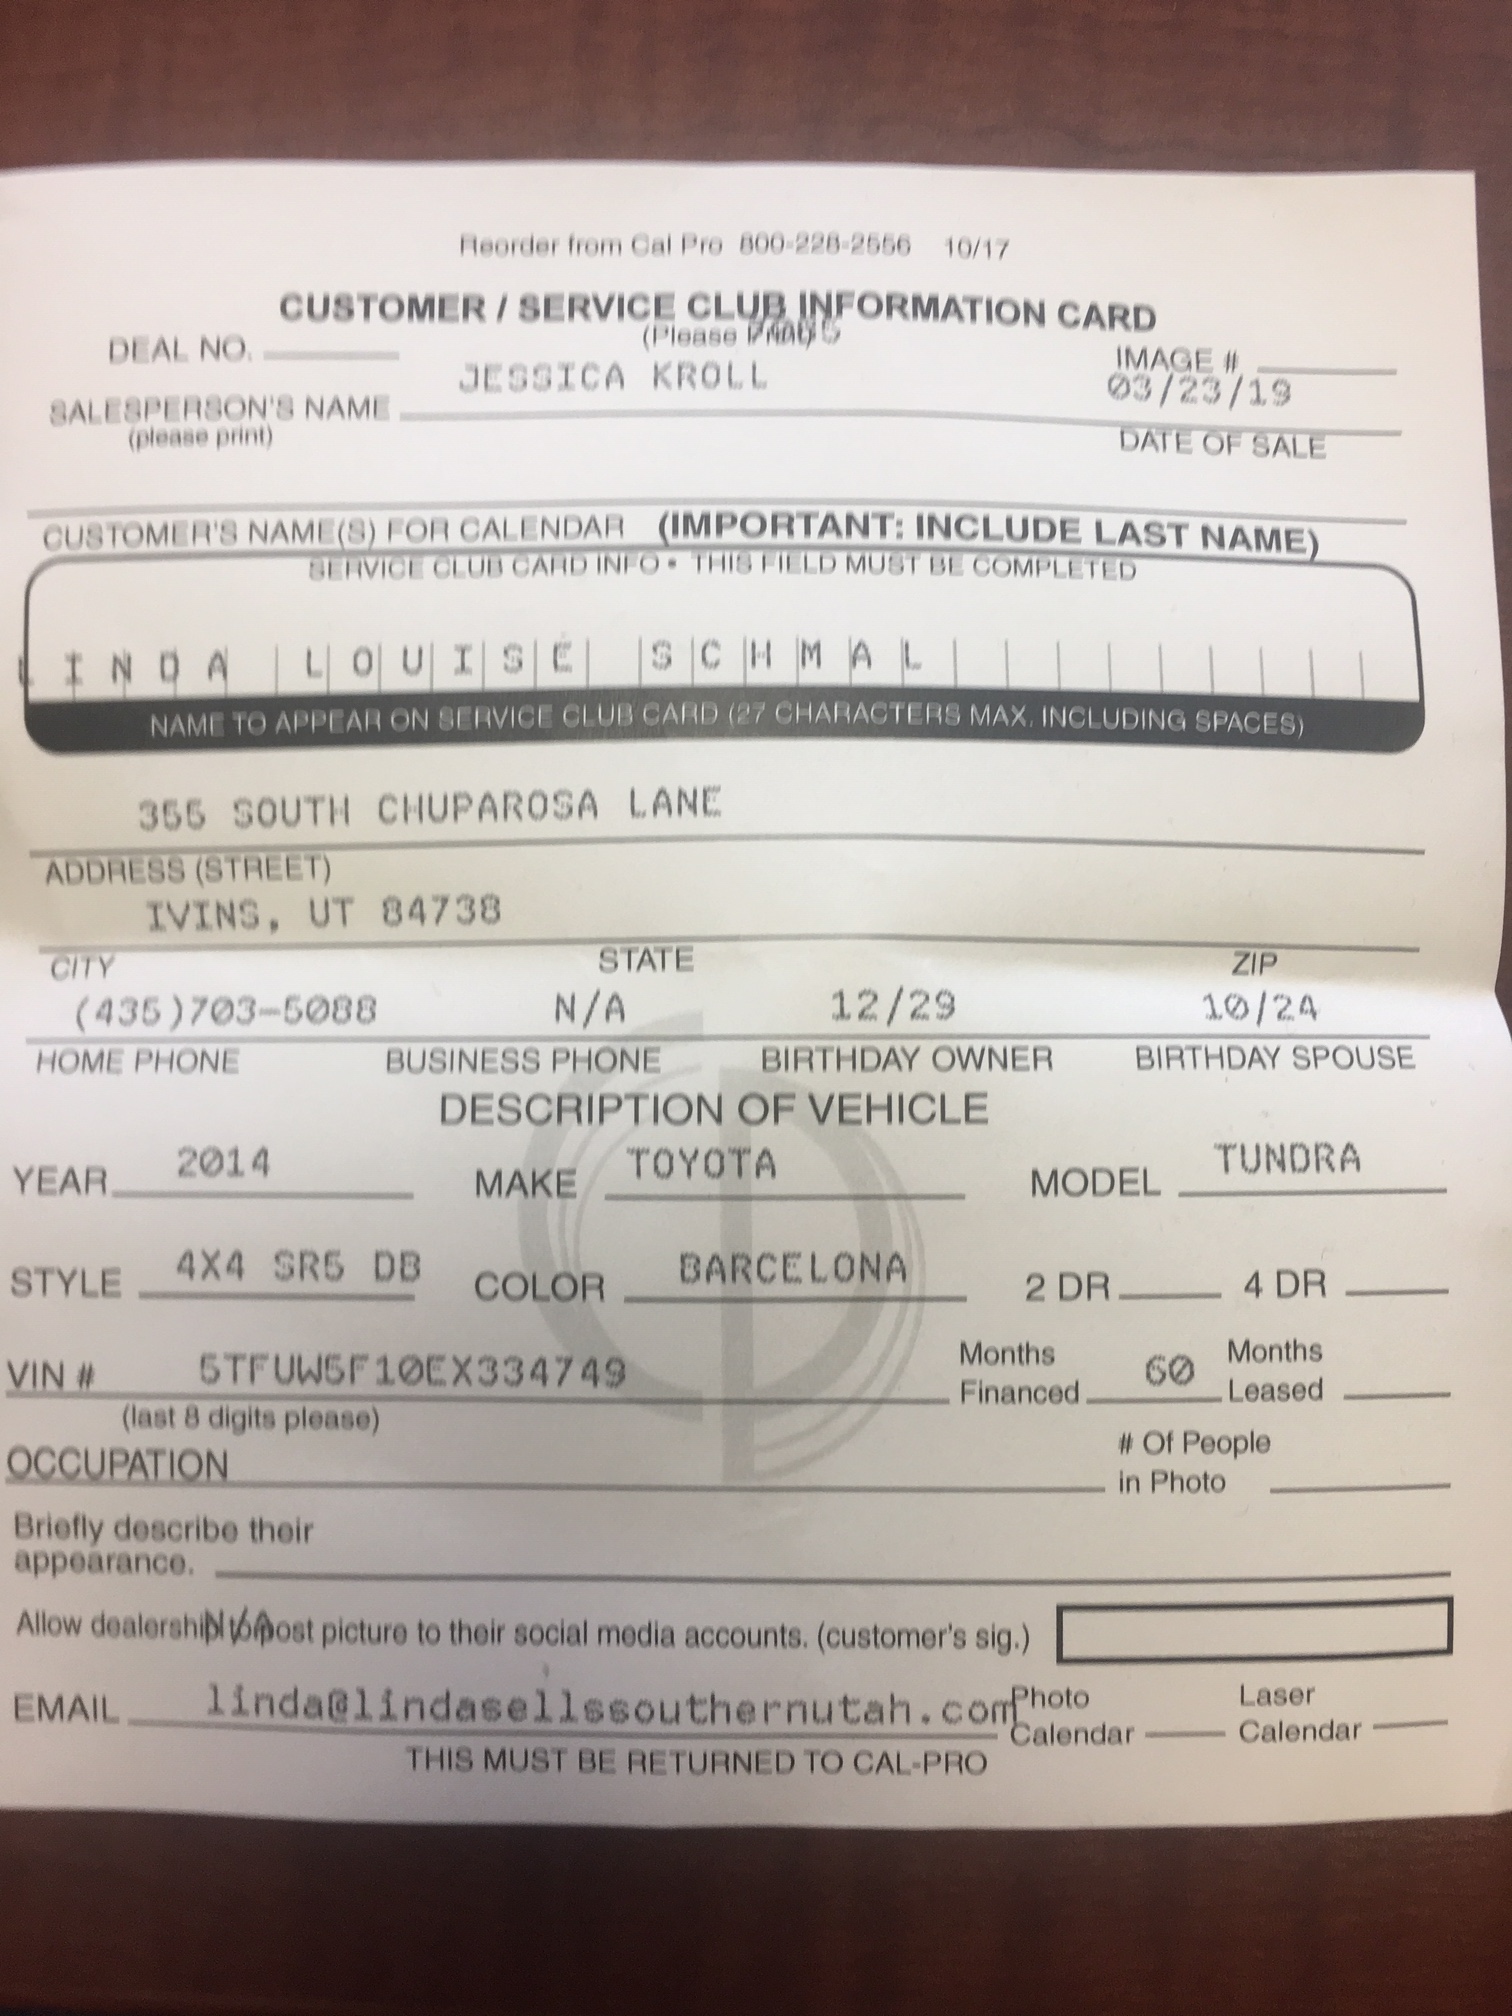 Reorder from Cal Pro 800-228-2556 10/17
CUSTOMER / SERVICE CLUB INFORMATION CARD
(Please
DEAL NO.
IMAGE #
JESSICA KROLL 03/23/19
SALESPERSON'S NAME
(please print)
DATE OF SALE
CUSTOMER'S NAME(S) FOR CALENDAR (IMPORTANT: INCLUDE LAST NAME)
SERVICE CLUB CARD INFO • THIS FIELD MUST BE COMPLETED
LINDA LOUISE SCHMAL
NAME TO APPEAR ON SERVICE CLUB CARD (27 CHARACTERS MAX. INCLUDING SPACES)
355 SOUTH CHUPAROSA LANE
ADDRESS (STREET)
IVINS, UT 84738
CITY STATE ZIP
(435)703-5088 N/A 12/29 10/24
HOME PHONE BUSINESS PHONE BIRTHDAY OWNER BIRTHDAY SPOUSE
DESCRIPTION OF VEHICLE
YEAR 2014 MAKE TOYOTA MODEL TUNDRA
STYLE 4X4 SR5 DB COLOR BARCELONA 2 DR 4 DR
VIN # 5TFUW5F10EX334749 Months Financed 60 Months Leased
(last 8 digits please)
OCCUPATION # Of People in Photo
Briefly describe their
appearance.
Allow dealership to post picture to their social media accounts. (customer's sig.)
N/A
EMAIL linda@lindasellssouthernutah.com Photo Calendar Laser Calendar
THIS MUST BE RETURNED TO CAL-PRO